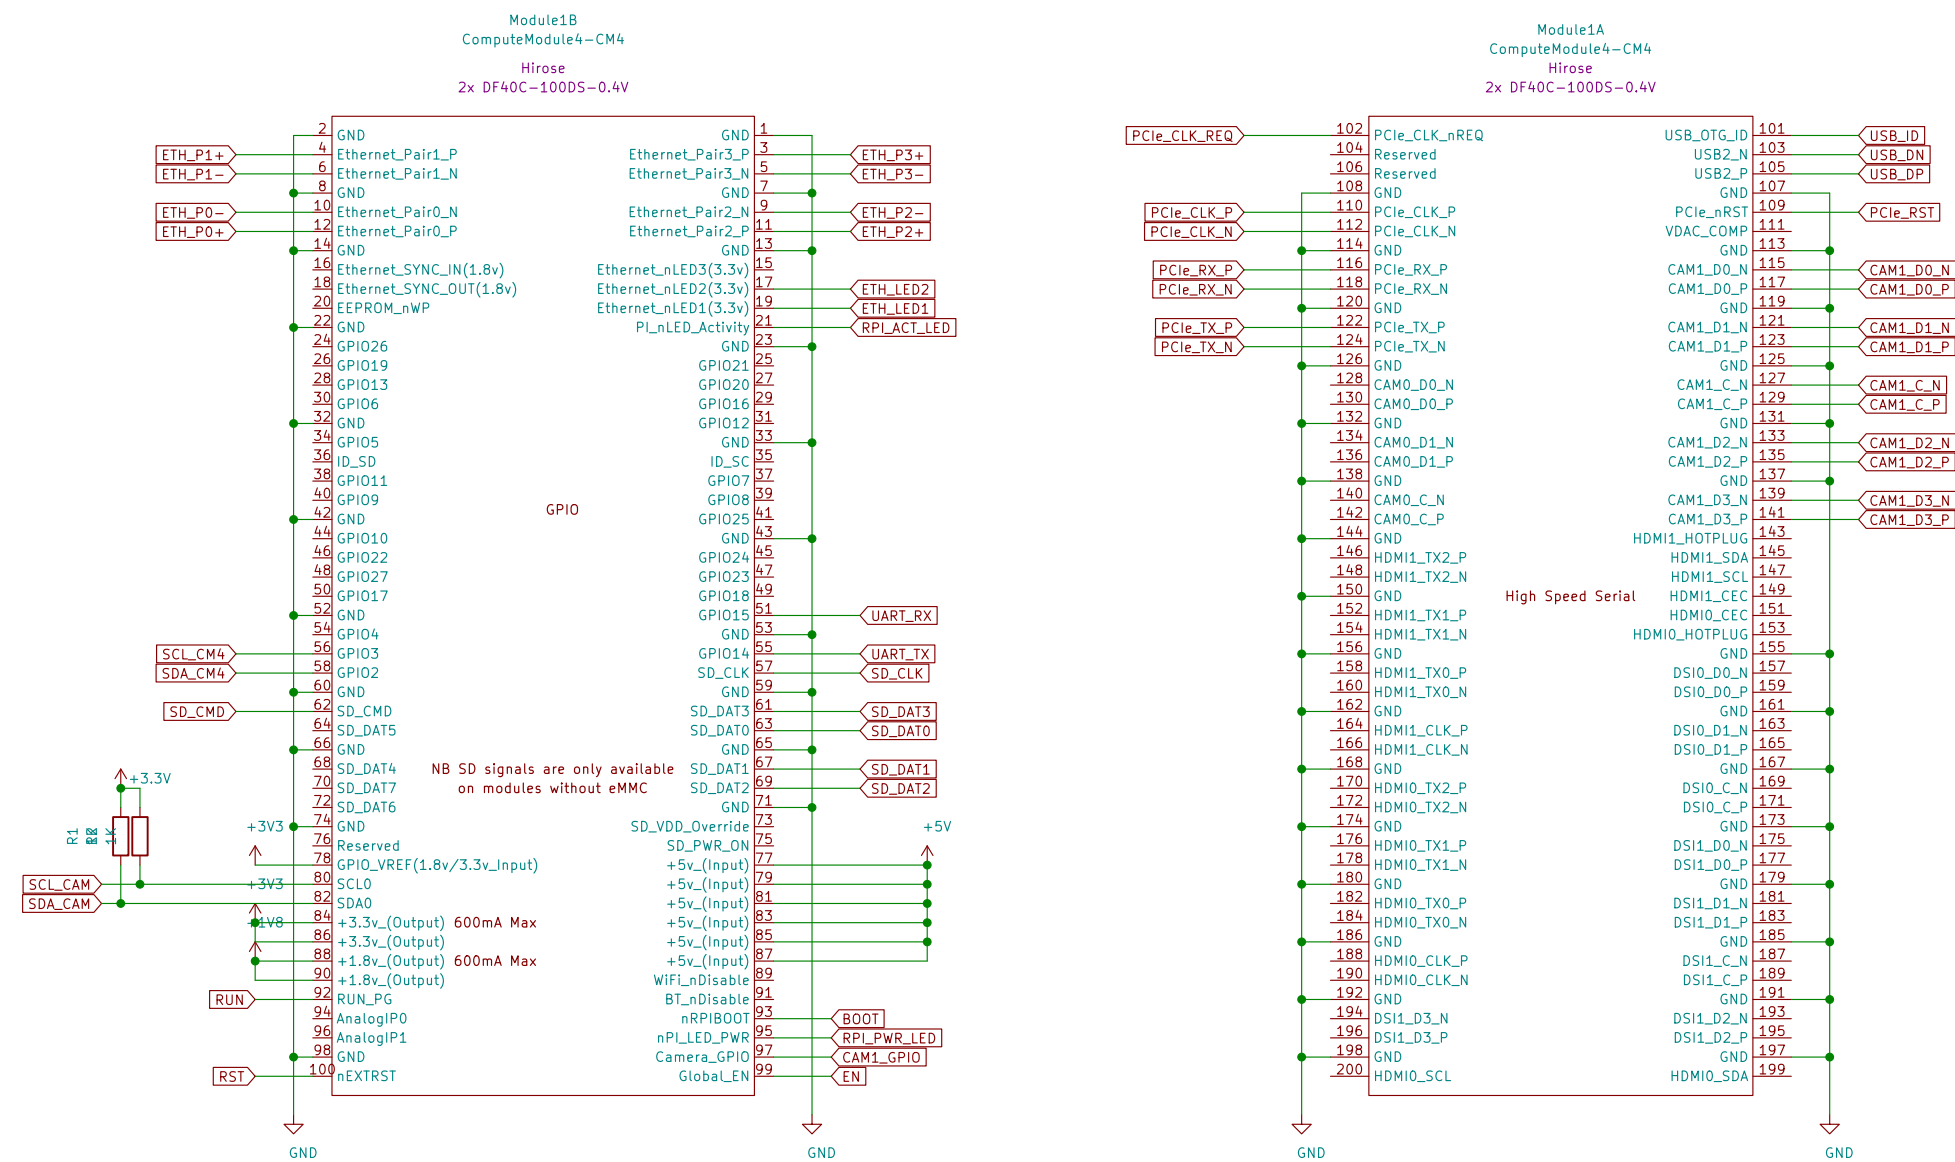 Module1B
ComputeModule4-CM4
Hirose
2x DF40C-100DS-0.4V
2 GND GND 1
ETH_P1+ 4 Ethernet_Pair1_P Ethernet_Pair3_P 3 ETH_P3+
ETH_P1- 6 Ethernet_Pair1_N Ethernet_Pair3_N 5 ETH_P3-
8 GND GND 7
ETH_P0- 10 Ethernet_Pair0_N Ethernet_Pair2_N 9 ETH_P2-
ETH_P0+ 12 Ethernet_Pair0_P Ethernet_Pair2_P 11 ETH_P2+
14 GND GND 13
16 Ethernet_SYNC_IN(1.8v) Ethernet_nLED3(3.3v) 15
18 Ethernet_SYNC_OUT(1.8v) Ethernet_nLED2(3.3v) 17 ETH_LED2
20 EEPROM_nWP Ethernet_nLED1(3.3v) 19 ETH_LED1
22 GND PI_nLED_Activity 21 RPI_ACT_LED
24 GPIO26 GND 23
26 GPIO19 GPIO21 25
28 GPIO13 GPIO20 27
30 GPIO6 GPIO16 29
32 GND GPIO12 31
34 GPIO5 GND 33
36 ID_SD ID_SC 35
38 GPIO11 GPIO7 37
40 GPIO9 GPIO8 39
GPIO
42 GND GPIO25 41
44 GPIO10 GND 43
46 GPIO22 GPIO24 45
48 GPIO27 GPIO23 47
50 GPIO17 GPIO18 49
52 GND GPIO15 51 UART_RX
54 GPIO4 GND 53
SCL_CM4 56 GPIO3 GPIO14 55 UART_TX
SDA_CM4 58 GPIO2 SD_CLK 57 SD_CLK
60 GND GND 59
SD_CMD 62 SD_CMD SD_DAT3 61 SD_DAT3
64 SD_DAT5 SD_DAT0 63 SD_DAT0
66 GND GND 65
68 SD_DAT4 NB SD signals are only available SD_DAT1 67 SD_DAT1
+3.3V
70 SD_DAT7 on modules without eMMC SD_DAT2 69 SD_DAT2
72 SD_DAT6 GND 71
+3V3 74 GND SD_VDD_Override 73 +5V
R1 1K
76 Reserved SD_PWR_ON 75
78 GPIO_VREF(1.8v/3.3v_Input) +5v_(Input) 77
SCL_CAM +3V3 80 SCL0 +5v_(Input) 79
SDA_CAM 82 SDA0 +5v_(Input) 81
+1V8 84 +3.3v_(Output) 600mA Max +5v_(Input) 83
86 +3.3v_(Output) +5v_(Input) 85
88 +1.8v_(Output) 600mA Max +5v_(Input) 87
90 +1.8v_(Output) WiFi_nDisable 89
RUN 92 RUN_PG BT_nDisable 91
94 AnalogIP0 nRPIBOOT 93 BOOT
96 AnalogIP1 nPI_LED_PWR 95 RPI_PWR_LED
98 GND Camera_GPIO 97 CAM1_GPIO
RST 100 nEXTRST Global_EN 99 EN
GND GND
Module1A
ComputeModule4-CM4
Hirose
2x DF40C-100DS-0.4V
PCIe_CLK_REQ 102 PCIe_CLK_nREQ USB_OTG_ID 101 USB_ID
104 Reserved USB2_N 103 USB_DN
106 Reserved USB2_P 105 USB_DP
108 GND GND 107
PCIe_CLK_P 110 PCIe_CLK_P PCIe_nRST 109 PCIe_RST
PCIe_CLK_N 112 PCIe_CLK_N VDAC_COMP 111
114 GND GND 113
PCIe_RX_P 116 PCIe_RX_P CAM1_D0_N 115 CAM1_D0_N
PCIe_RX_N 118 PCIe_RX_N CAM1_D0_P 117 CAM1_D0_P
120 GND GND 119
PCIe_TX_P 122 PCIe_TX_P CAM1_D1_N 121 CAM1_D1_N
PCIe_TX_N 124 PCIe_TX_N CAM1_D1_P 123 CAM1_D1_P
126 GND GND 125
128 CAM0_D0_N CAM1_C_N 127 CAM1_C_N
130 CAM0_D0_P CAM1_C_P 129 CAM1_C_P
132 GND GND 131
134 CAM0_D1_N CAM1_D2_N 133 CAM1_D2_N
136 CAM0_D1_P CAM1_D2_P 135 CAM1_D2_P
138 GND GND 137
140 CAM0_C_N CAM1_D3_N 139 CAM1_D3_N
142 CAM0_C_P CAM1_D3_P 141 CAM1_D3_P
144 GND HDMI1_HOTPLUG 143
146 HDMI1_TX2_P HDMI1_SDA 145
148 HDMI1_TX2_N HDMI1_SCL 147
150 GND High Speed Serial HDMI1_CEC 149
152 HDMI1_TX1_P HDMI0_CEC 151
154 HDMI1_TX1_N HDMI0_HOTPLUG 153
156 GND GND 155
158 HDMI1_TX0_P DSI0_D0_N 157
160 HDMI1_TX0_N DSI0_D0_P 159
162 GND GND 161
164 HDMI1_CLK_P DSI0_D1_N 163
166 HDMI1_CLK_N DSI0_D1_P 165
168 GND GND 167
170 HDMI0_TX2_P DSI0_C_N 169
172 HDMI0_TX2_N DSI0_C_P 171
174 GND GND 173
176 HDMI0_TX1_P DSI1_D0_N 175
178 HDMI0_TX1_N DSI1_D0_P 177
180 GND GND 179
182 HDMI0_TX0_P DSI1_D1_N 181
184 HDMI0_TX0_N DSI1_D1_P 183
186 GND GND 185
188 HDMI0_CLK_P DSI1_C_N 187
190 HDMI0_CLK_N DSI1_C_P 189
192 GND GND 191
194 DSI1_D3_N DSI1_D2_N 193
196 DSI1_D3_P DSI1_D2_P 195
198 GND GND 197
200 HDMI0_SCL HDMI0_SDA 199
GND GND